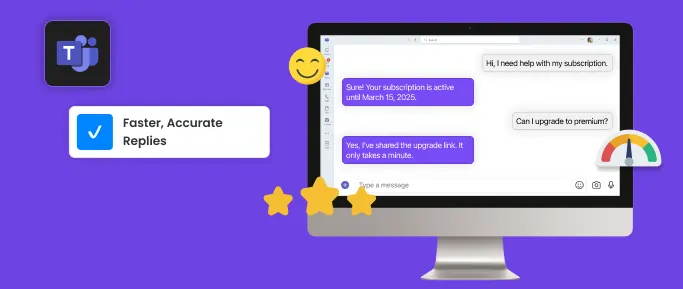 T
Faster, Accurate
Replies
Hi, I need help with my subscription.
Sure! Your subscription is active
until March 15, 2025.
Can I upgrade to premium?
Yes, I've shared the upgrade link. It
only takes a minute.
Type a message